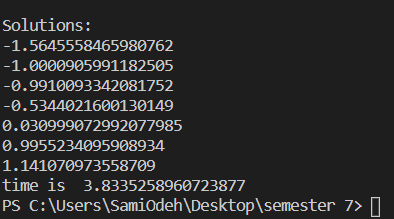 Solutions:
-1.5645558465980762
-1.0000905991182505
-0.9910093342081752
-0.5344021600130149
0.030999072992077985
0.9955234095908934
1.141070973558709
time is  3.8335258960723877
PS C:\Users\SamiOdeh\Desktop\semester 7>